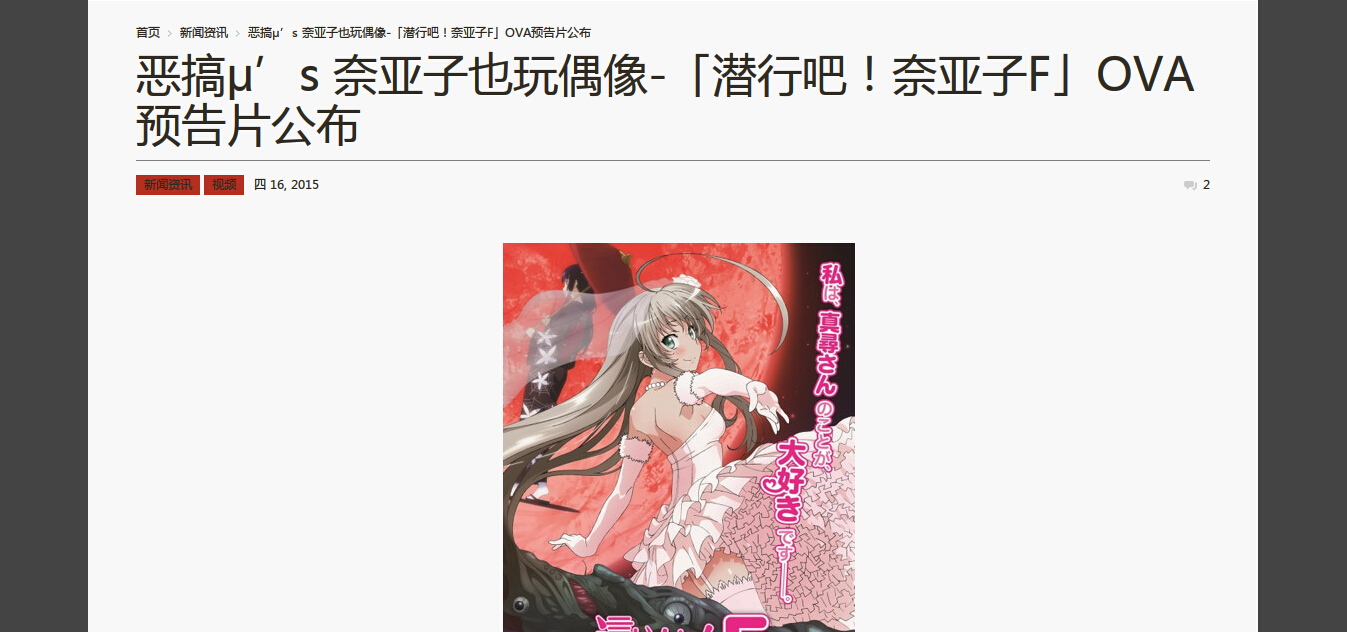 首页 › 新闻资讯 › 恶搞μ’s 奈亚子也玩偶像-「潜行吧！奈亚子F」OVA预告片公布
恶搞μ’s 奈亚子也玩偶像-「潜行吧！奈亚子F」OVA
预告片公布
新闻资讯 视频 四 16, 2015 2
私は、真尋さんのことが、
大好きです――。